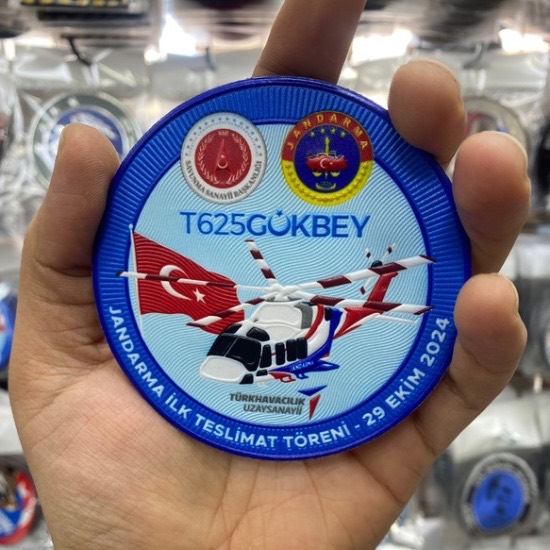 SAVUNMA SANAYİİ BAŞKANLIĞI
JANDARMA
T625GÖKBEY
TÜRKHAVACILIK
UZAYSANAYİİ
JANDARMA İLK TESLİMAT TÖRENİ - 29 EKİM 2024